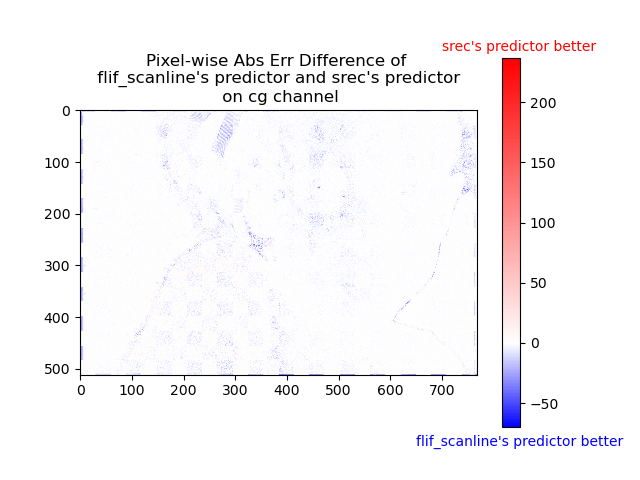 srec's predictor better
Pixel-wise Abs Err Difference of
flif_scanline's predictor and srec's predictor
on cg channel
0
100
200
300
400
500
0 100 200 300 400 500 600 700
200
150
100
50
0
−50
flif_scanline's predictor better